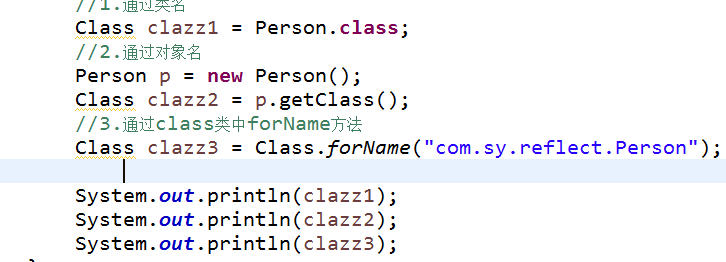 //1.通过类名
Class clazz1 = Person.class;
//2.通过对象名
Person p = new Person();
Class clazz2 = p.getClass();
//3.通过class类中forName方法
Class clazz3 = Class.forName("com.sy.reflect.Person");
System.out.println(clazz1);
System.out.println(clazz2);
System.out.println(clazz3);
}